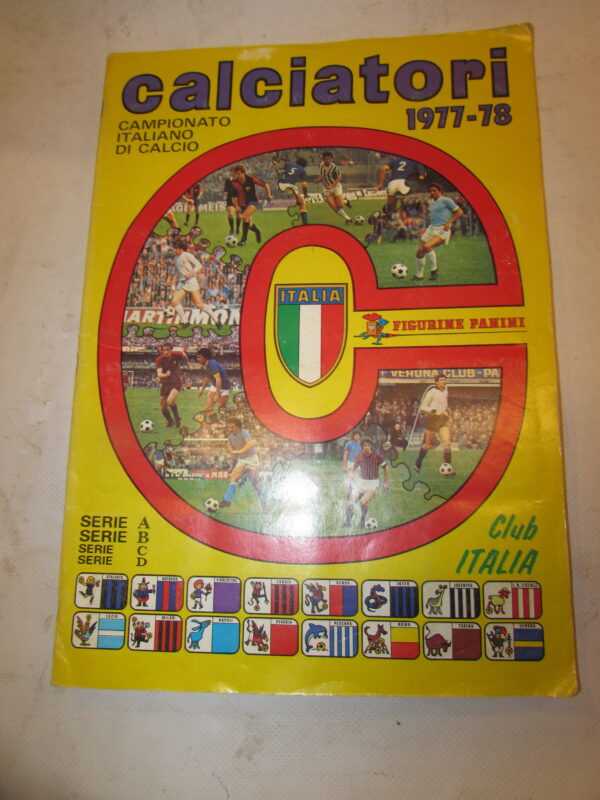 calciatori
1977-78
CAMPIONATO
ITALIANO
DI CALCIO
ITALIA
FIGURINE PANINI
VERONA CLUB-PA
SERIE A
SERIE B
SERIE C
SERIE D
Club
ITALIA
ATALANTA BOLOGNA FIORENTINA FOGGIA GENOA INTER JUVENTUS L.R. VICENZA
LAZIO MILAN NAPOLI PERUGIA PESCARA ROMA TORINO VERONA